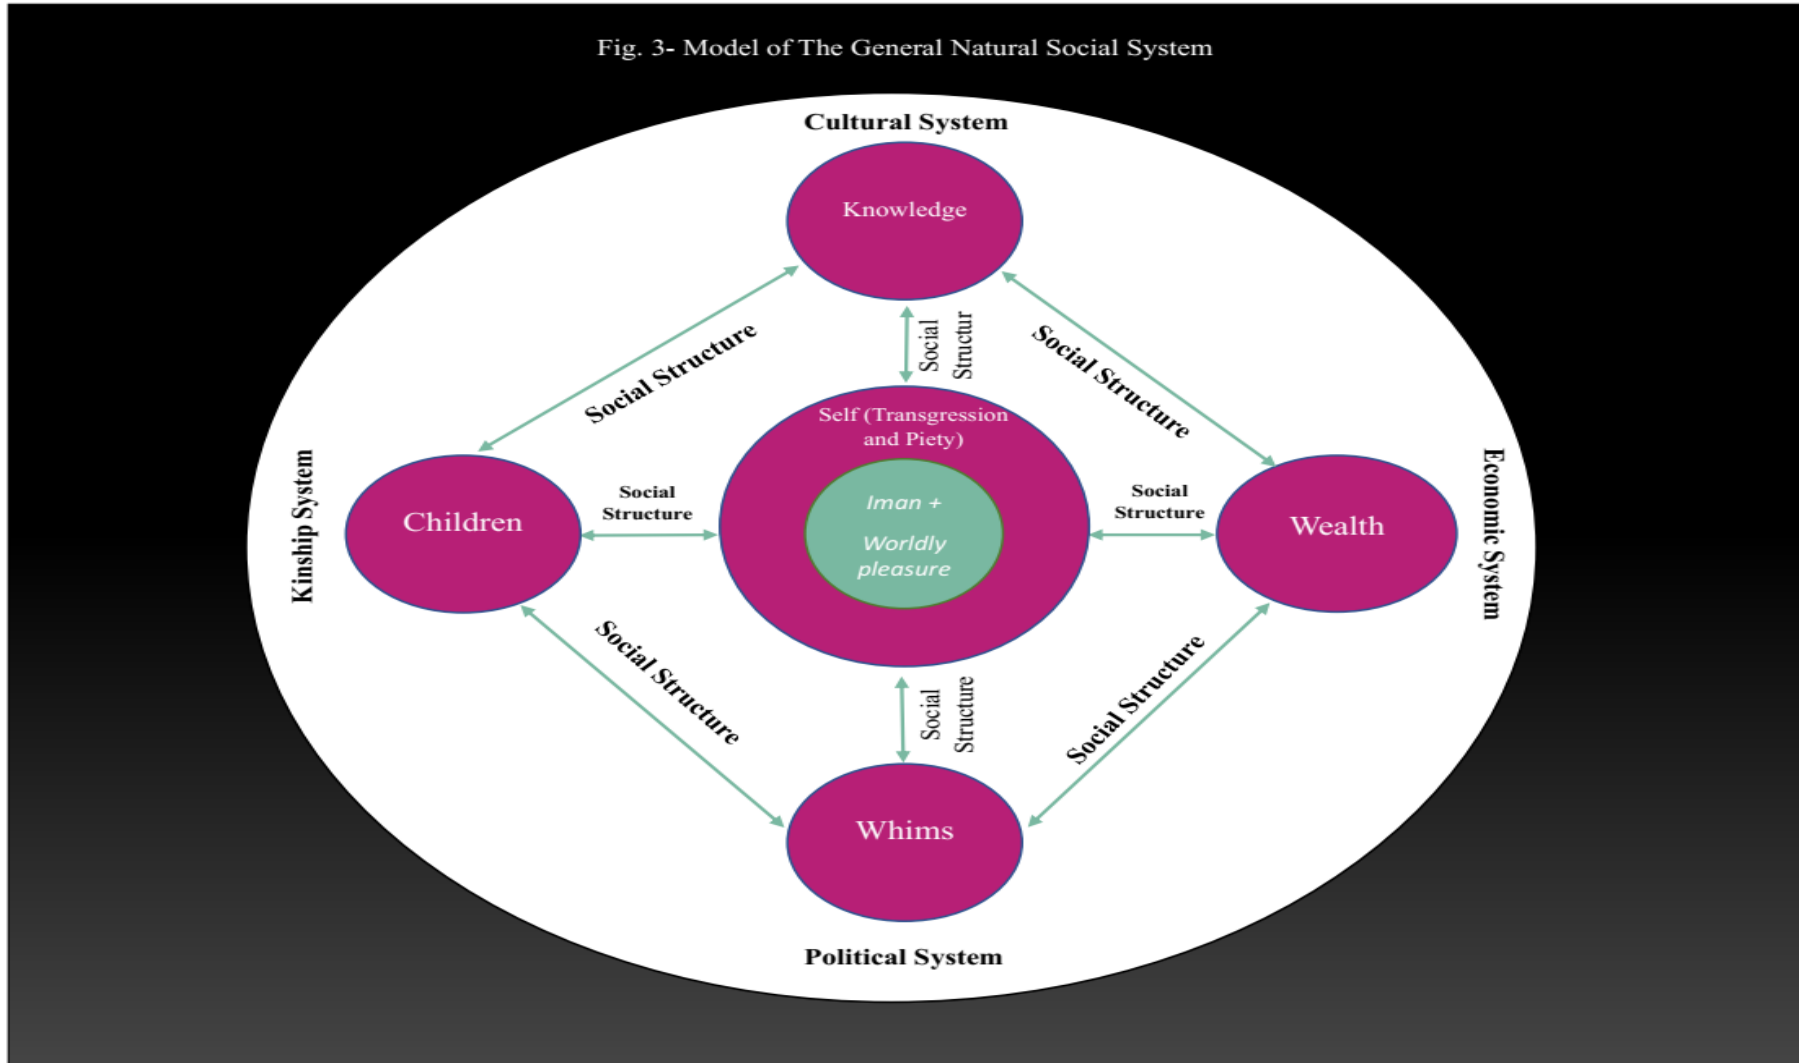 Fig. 3- Model of The General Natural Social System
Cultural System
Knowledge
Social Structure
Social
Structur
Social Structure
Self (Transgression
and Piety)
Iman +
Worldly
pleasure
Kinship System
Children
Social
Structure
Social
Structure
Wealth
Economic System
Social Structure
Social
Structure
Social Structure
Whims
Political System